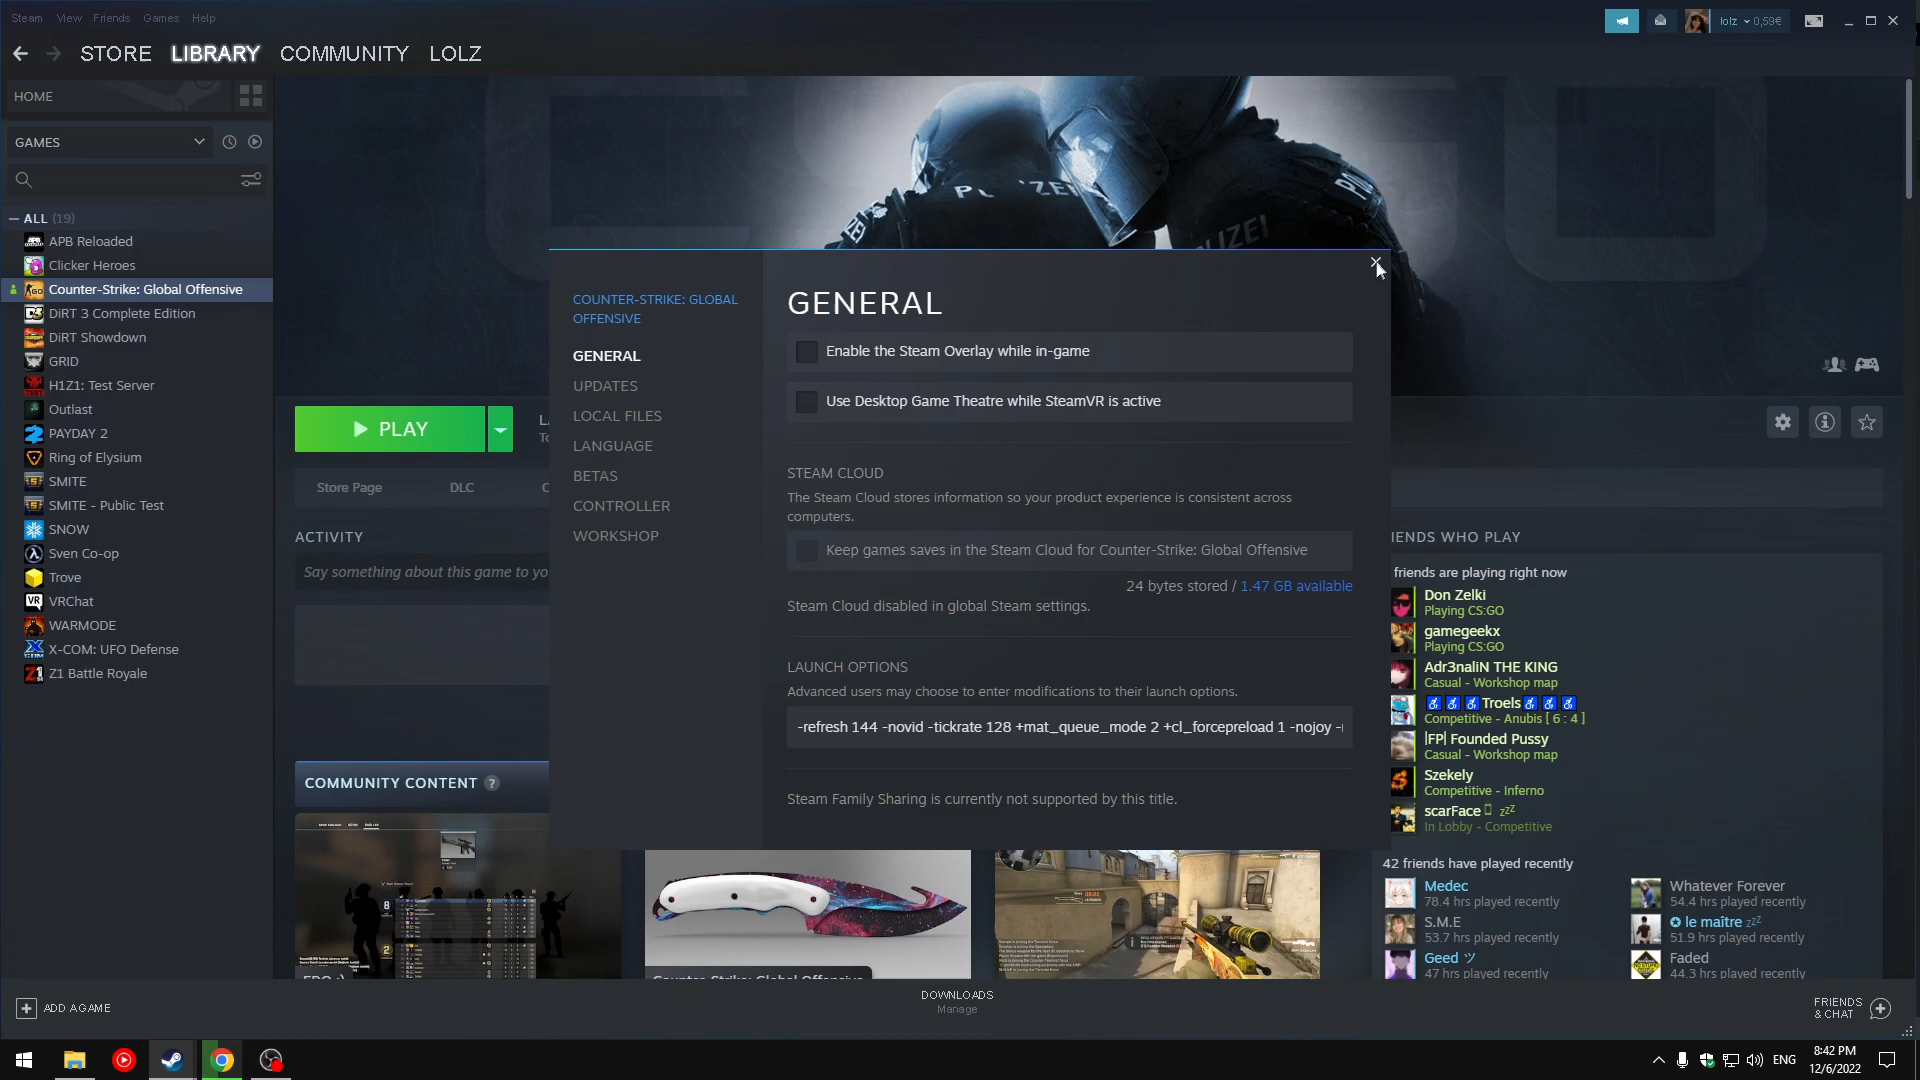 Steam View Friends Games Help
lolz 0,59€
STORE LIBRARY COMMUNITY LOLZ
HOME
GAMES
ALL (19)
APB Reloaded
Clicker Heroes
Counter-Strike: Global Offensive
DiRT 3 Complete Edition
DiRT Showdown
GRID
H1Z1: Test Server
Outlast
PAYDAY 2
Ring of Elysium
SMITE
SMITE - Public Test
SNOW
Sven Co-op
Trove
VRChat
WARMODE
X-COM: UFO Defense
Z1 Battle Royale
PLAY
Store Page DLC
ACTIVITY
Say something about this game to yo
COMMUNITY CONTENT ?
COUNTER-STRIKE: GLOBAL
OFFENSIVE
GENERAL
UPDATES
LOCAL FILES
LANGUAGE
BETAS
CONTROLLER
WORKSHOP
GENERAL
Enable the Steam Overlay while in-game
Use Desktop Game Theatre while SteamVR is active
STEAM CLOUD
The Steam Cloud stores information so your product experience is consistent across
computers.
Keep games saves in the Steam Cloud for Counter-Strike: Global Offensive
24 bytes stored / 1.47 GB available
Steam Cloud disabled in global Steam settings.
LAUNCH OPTIONS
Advanced users may choose to enter modifications to their launch options.
-refresh 144 -novid -tickrate 128 +mat_queue_mode 2 +cl_forcepreload 1 -nojoy -
Steam Family Sharing is currently not supported by this title.
IENDS WHO PLAY
friends are playing right now
Don Zelki
Playing CS:GO
gamegeekx
Playing CS:GO
Adr3naliN THE KING
Casual - Workshop map
♿♿♿Troels♿♿♿
Competitive - Anubis [ 6 : 4 ]
|FP| Founded Pussy
Casual - Workshop map
Szekely
Competitive - Inferno
scarFace zzZ
In Lobby - Competitive
42 friends have played recently
Medec
78.4 hrs played recently
Whatever Forever
54.4 hrs played recently
S.M.E
53.7 hrs played recently
✪ le maître zzZ
51.9 hrs played recently
Geed ツ
47 hrs played recently
Faded
44.3 hrs played recently
Counter-Strike: Global Offensive
ADD A GAME
DOWNLOADS
Manage
FRIENDS
& CHAT
ENG
8:42 PM
12/6/2022